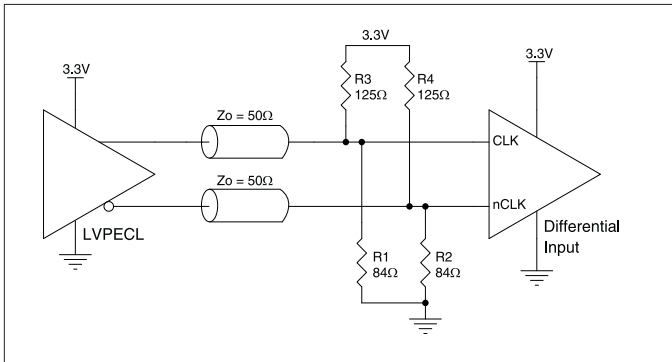 3.3V
3.3V
3.3V
R3
125Ω
R4
125Ω
Zo = 50Ω
CLK
Zo = 50Ω
nCLK
LVPECL
Differential
Input
R1
84Ω
R2
84Ω